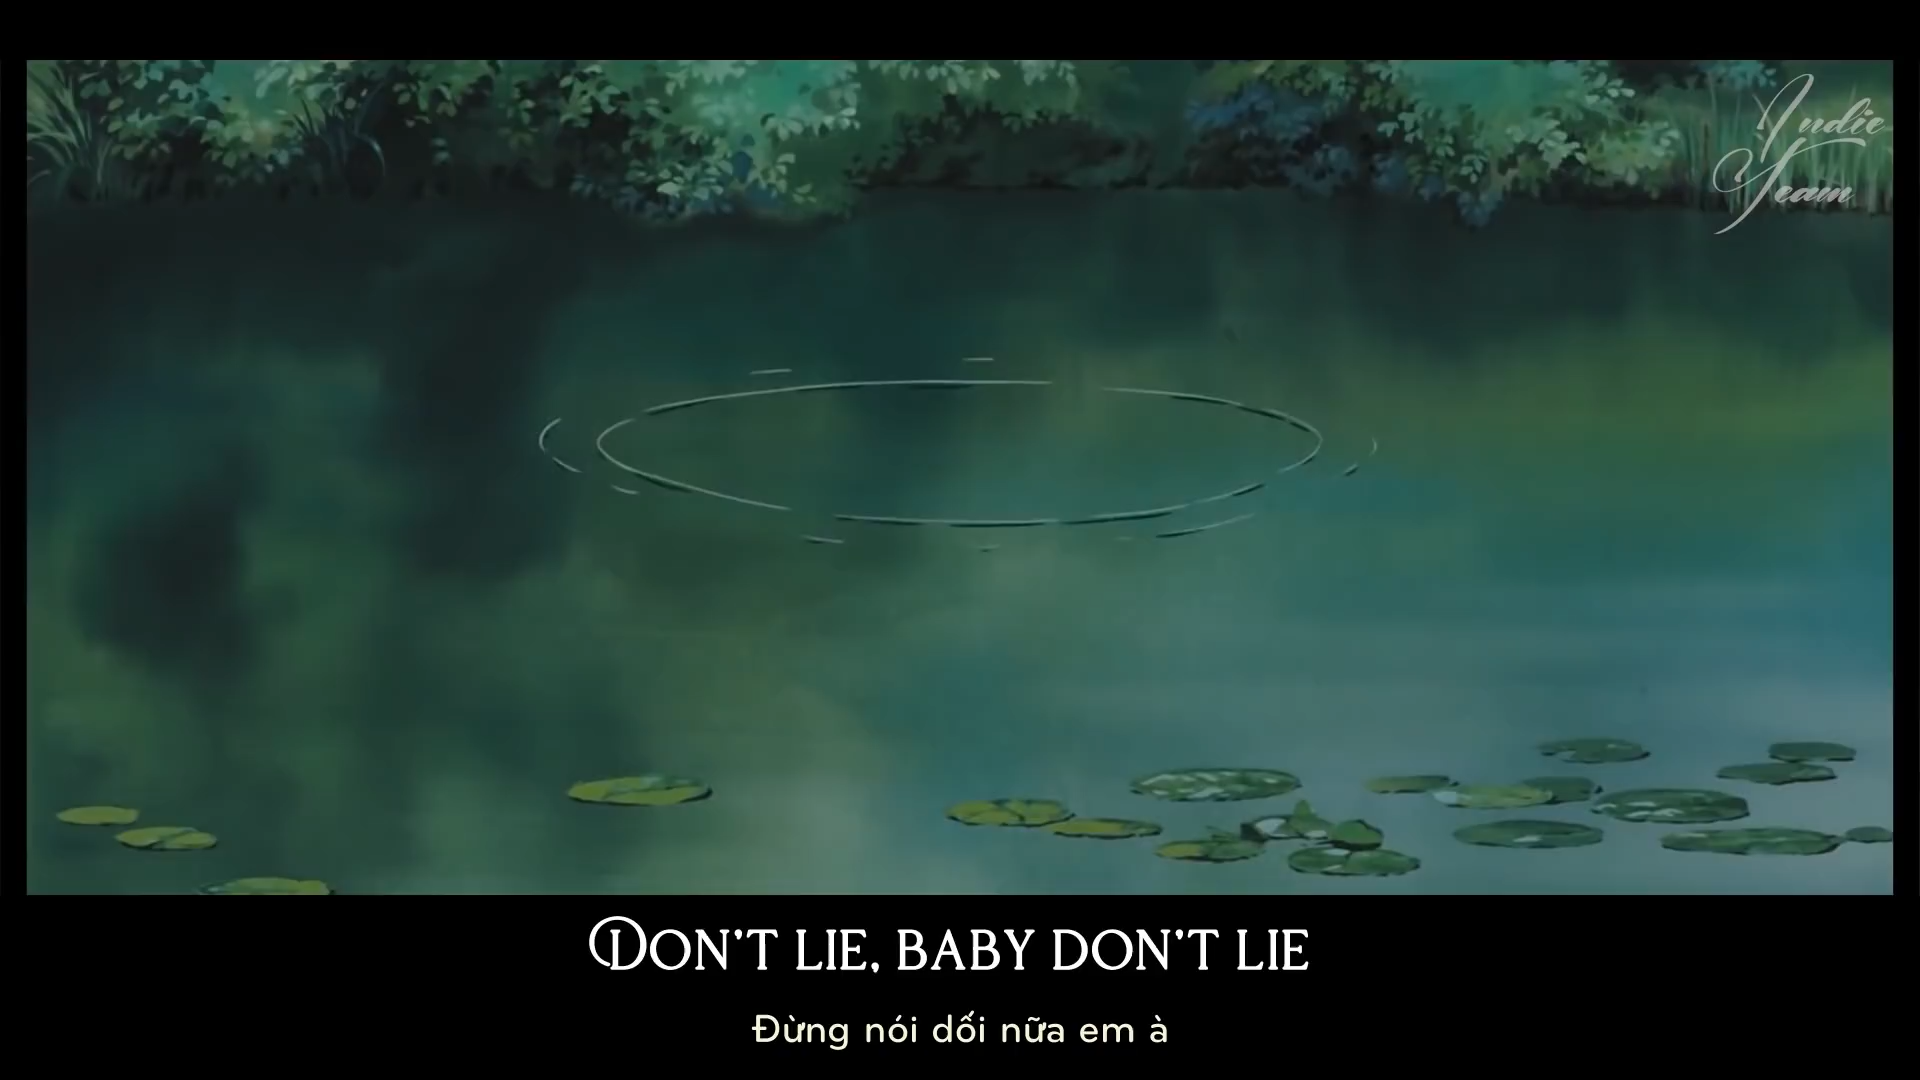 Indie
Team
DON'T LIE, BABY DON'T LIE
Đừng nói dối nữa em à